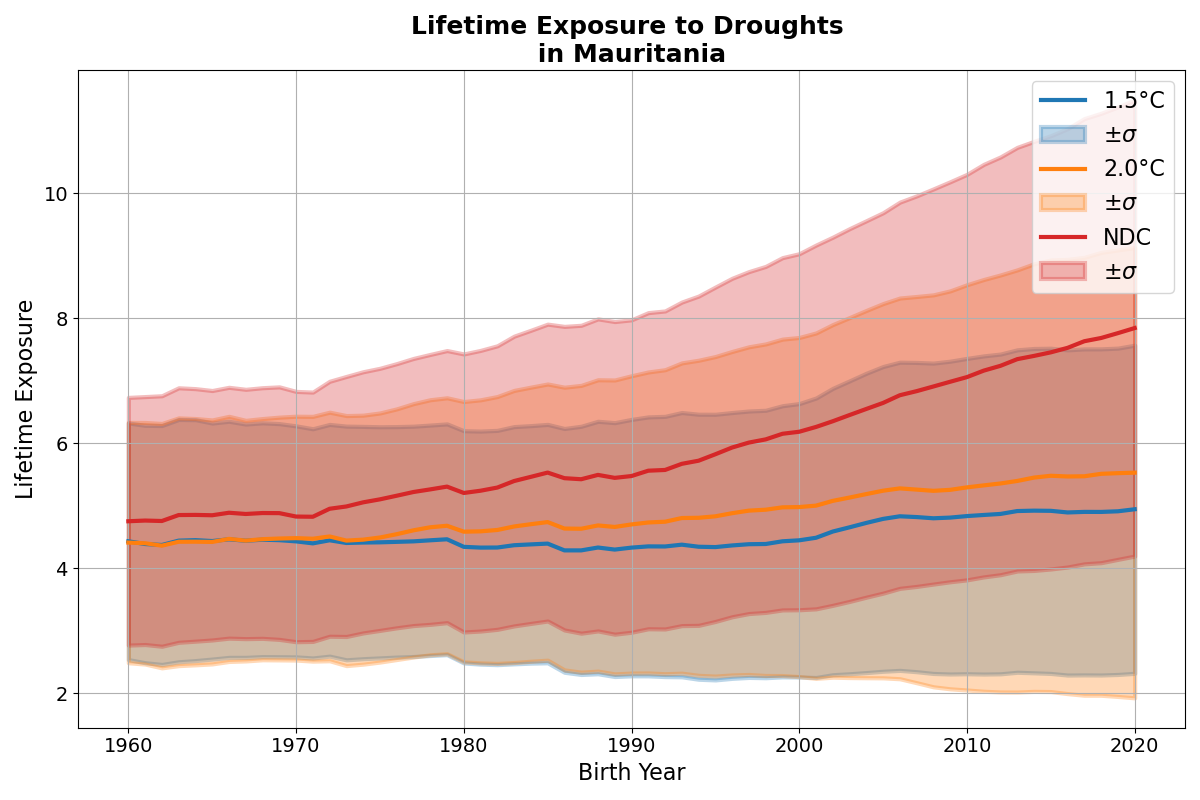 Lifetime Exposure to Droughts
in Mauritania
Lifetime Exposure
10
8
6
4
2
1960
1970
1980
1990
2000
2010
2020
Birth Year
1.5°C
±σ
2.0°C
±σ
NDC
±σ